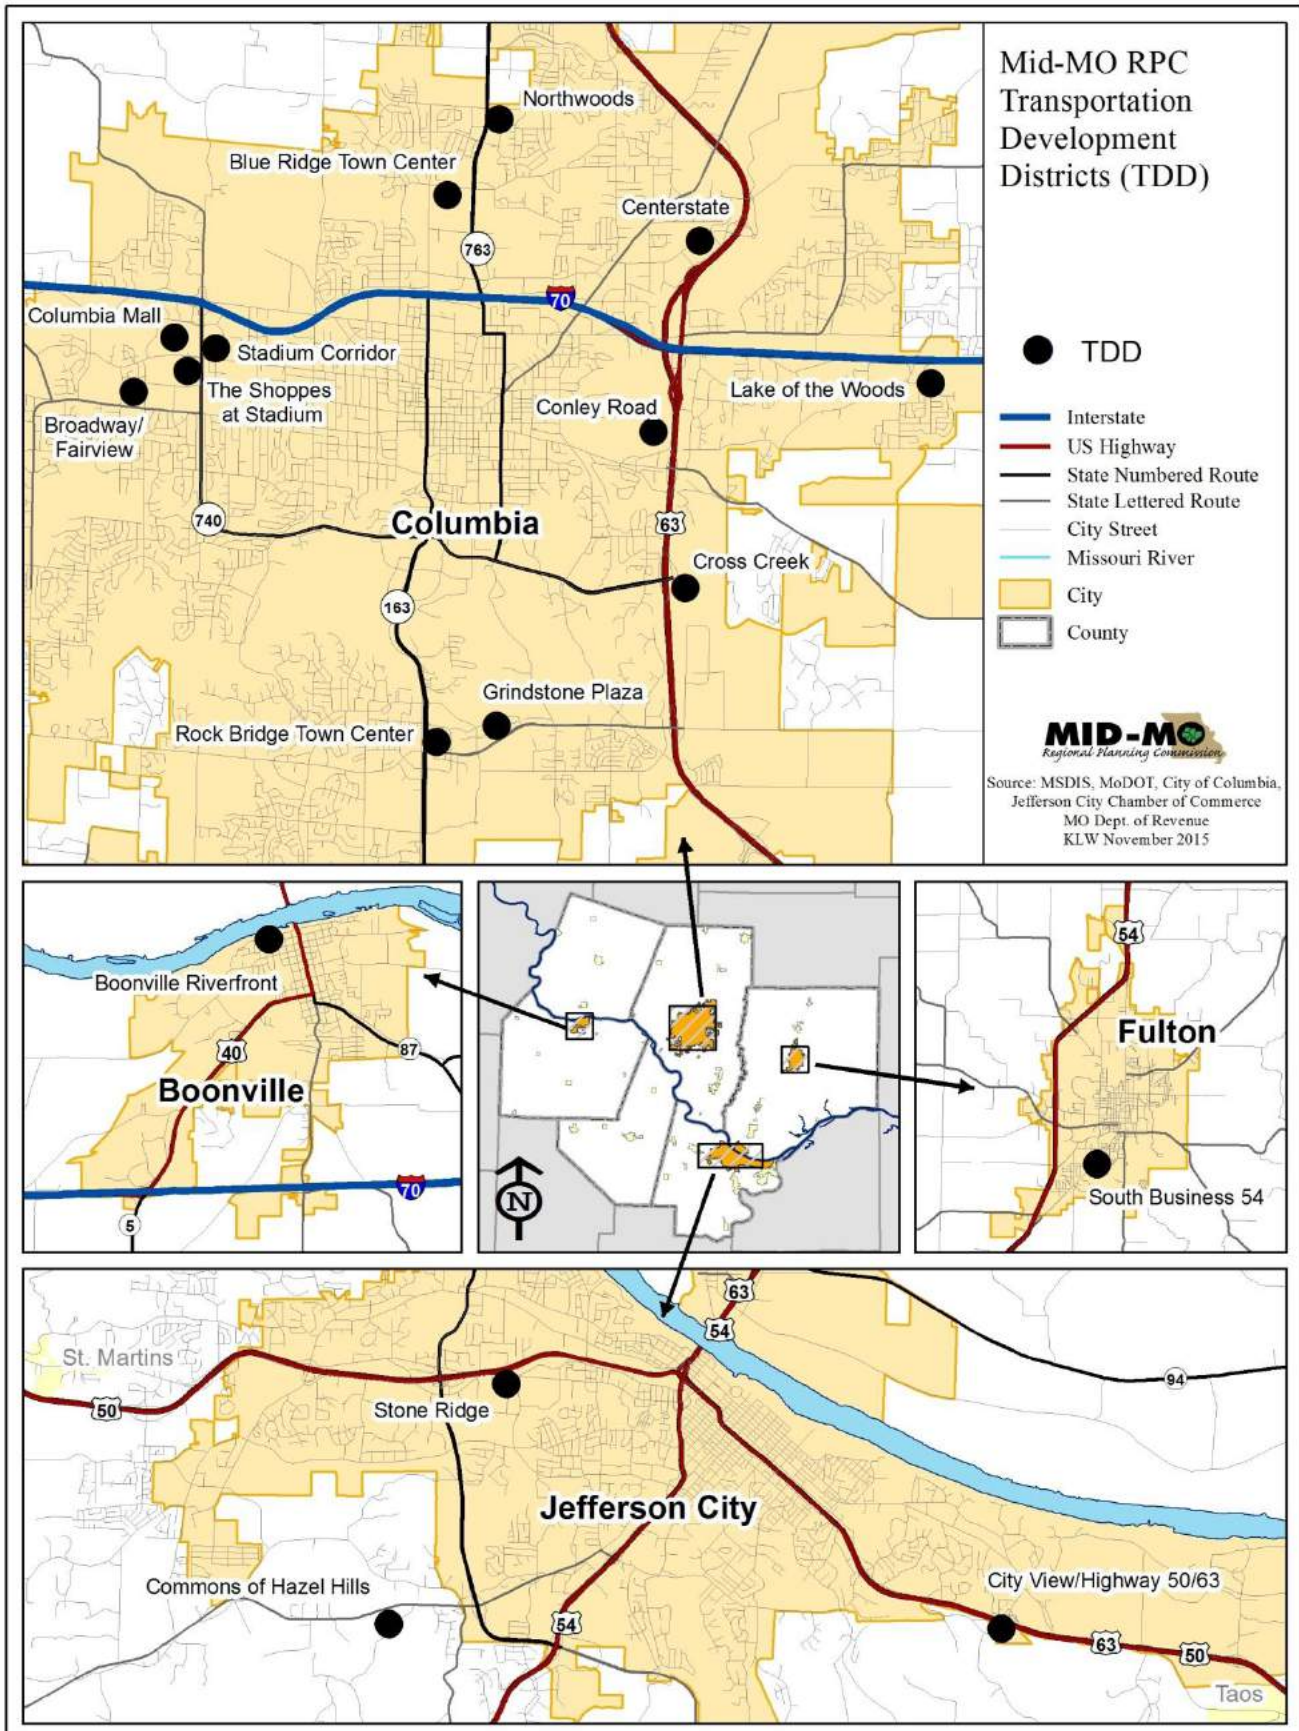 Mid-MO RPC
Transportation
Development
Districts (TDD)
TDD
Interstate
US Highway
State Numbered Route
State Lettered Route
City Street
Missouri River
City
County
MID-MO
Regional Planning Commission
Source: MSDIS, MoDOT, City of Columbia,
Jefferson City Chamber of Commerce
MO Dept. of Revenue
KLW November 2015
Northwoods
Blue Ridge Town Center
Centerstate
763
70
Columbia Mall
Stadium Corridor
The Shoppes
at Stadium
Broadway/
Fairview
Lake of the Woods
Conley Road
740
Columbia
63
Cross Creek
163
Grindstone Plaza
Rock Bridge Town Center
Boonville Riverfront
40
87
Boonville
70
5
N
54
Fulton
South Business 54
63
54
St. Martins
50
94
Stone Ridge
Jefferson City
Commons of Hazel Hills
City View/Highway 50/63
54
63
50
Taos